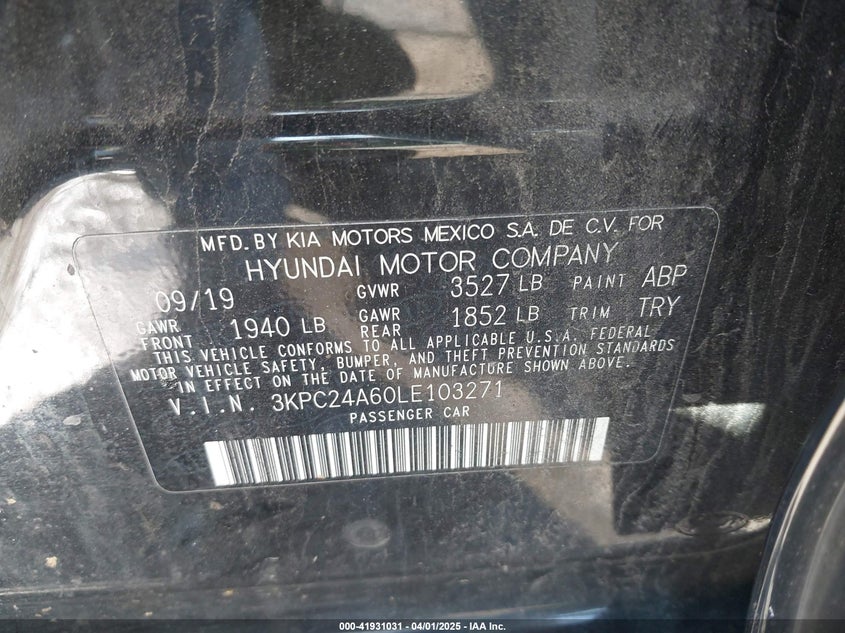 MFD. BY KIA MOTORS MEXICO S.A. DE C.V. FOR
HYUNDAI MOTOR COMPANY
09/19 GVWR 3527 LB PAINT ABP
GAWR FRONT 1940 LB GAWR REAR 1852 LB TRIM TRY
THIS VEHICLE CONFORMS TO ALL APPLICABLE U.S.A. FEDERAL
MOTOR VEHICLE SAFETY, BUMPER, AND THEFT PREVENTION STANDARDS
IN EFFECT ON THE DATE OF MANUFACTURE SHOWN ABOVE.
V.I.N. 3KPC24A60LE103271
PASSENGER CAR
000-41931031 - 04/01/2025 - IAA Inc.